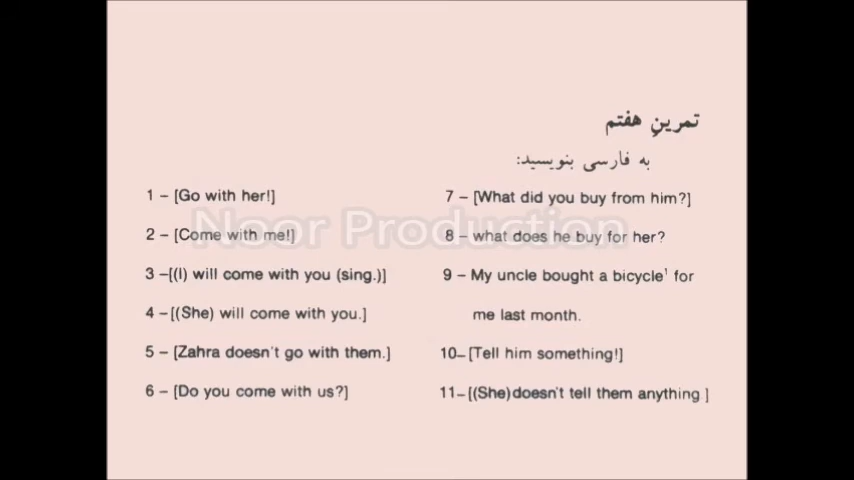 تمرینِ هفتم
به فارسی بنویسید:
1 – [Go with her!]
2 – [Come with me!]
3 –[(I) will come with you (sing.)]
4 – [(She) will come with you.]
5 – [Zahra doesn't go with them.]
6 – [Do you come with us?]
7 – [What did you buy from him?]
8 – what does he buy for her?
9 – My uncle bought a bicycle¹ for
me last month.
10– [Tell him something!]
11– [(She) doesn't tell them anything ]
Noor Production